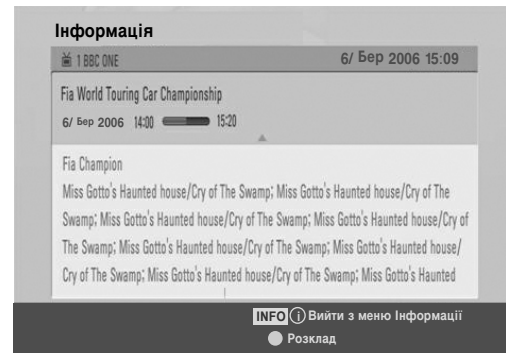 Інформація
1 BBC ONE 6/ Бер 2006 15:09
Fia World Touring Car Championship
6/ Бер 2006 14:00 15:20
Fia Champion
Miss Gotto's Haunted house/Cry of The Swamp; Miss Gotto's Haunted house/Cry of The
Swamp; Miss Gotto's Haunted house/Cry of The Swamp; Miss Gotto's Haunted house/Cry of
The Swamp; Miss Gotto's Haunted house/Cry of The Swamp; Miss Gotto's Haunted house/
Cry of The Swamp; Miss Gotto's Haunted house/Cry of The Swamp; Miss Gotto's Haunted
INFO i Вийти з меню Інформації
Розклад